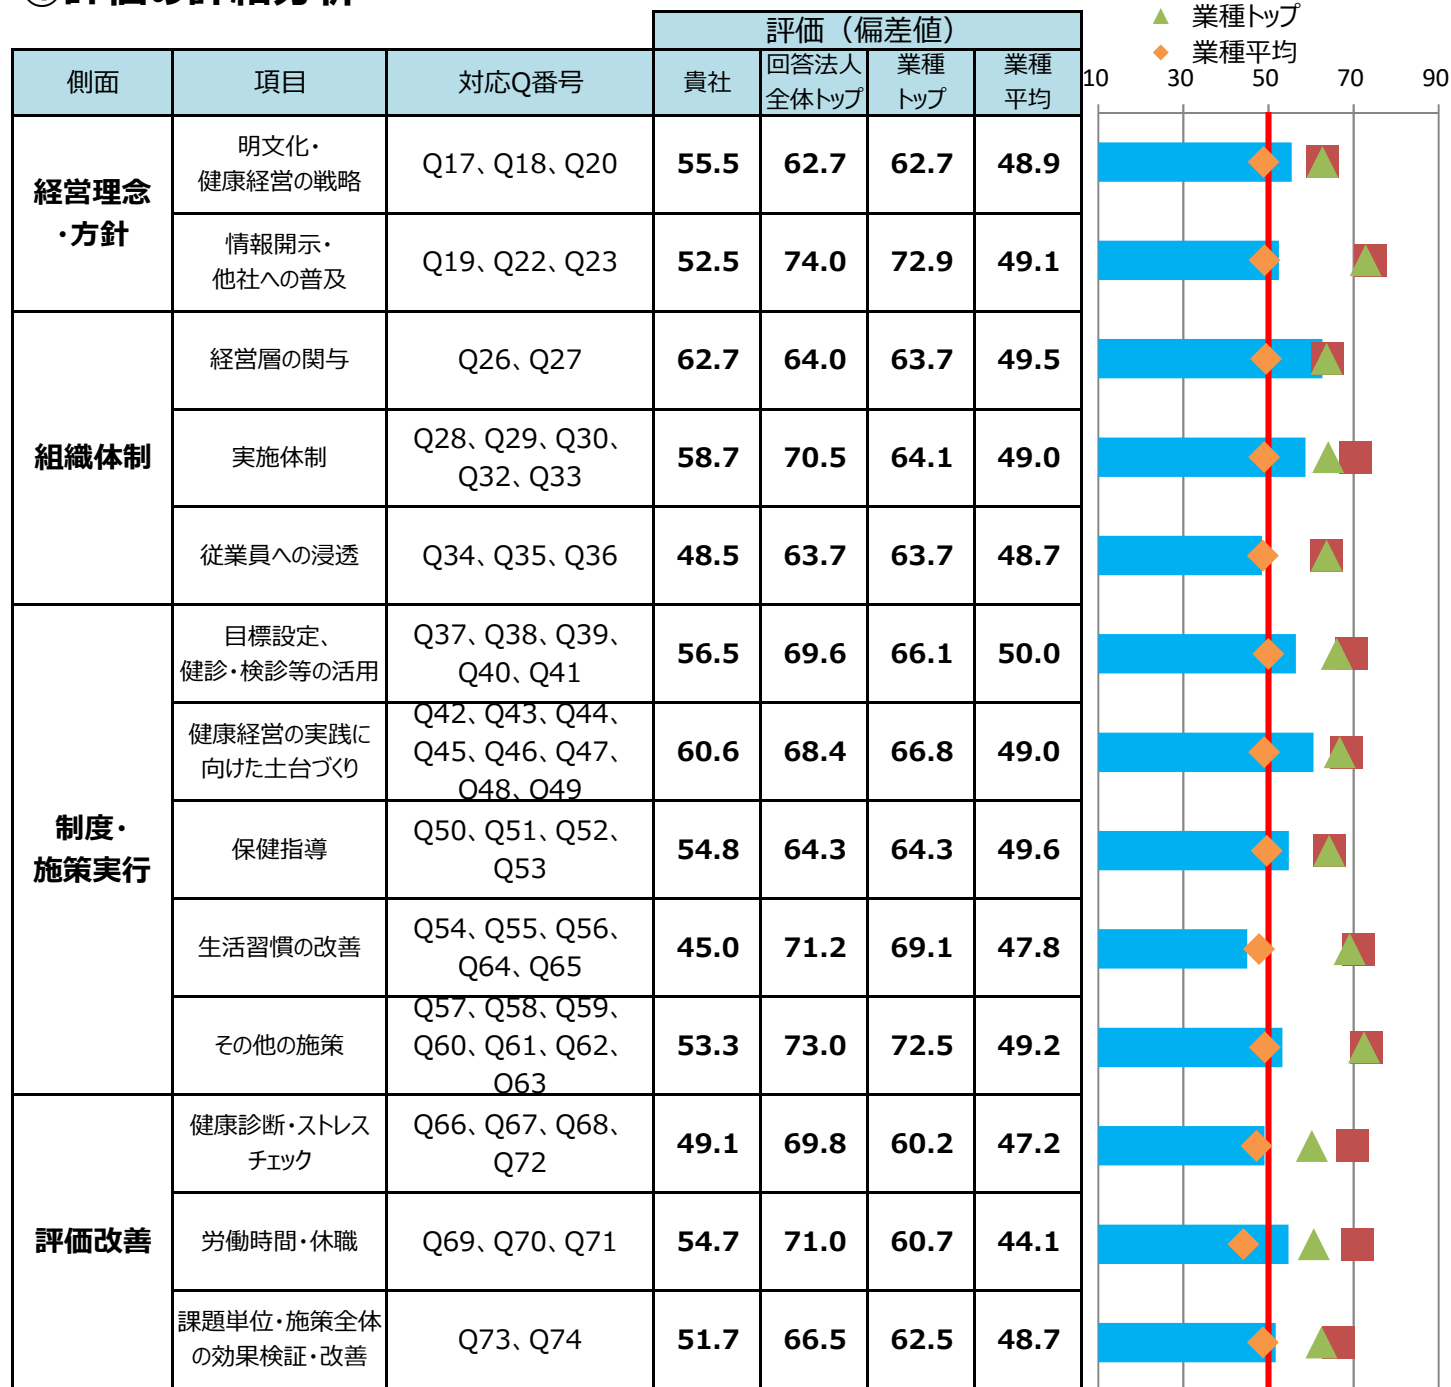 評価(偏差値)
▲ 業種トップ
◆ 業種平均
側面 項目 対応Q番号 貴社 回答法人 業種 業種
全体トップ トップ 平均
10 30 50 70 90
経営理念
・方針
明文化・
健康経営の戦略
Q17、Q18、Q20 55.5 62.7 62.7 48.9
情報開示・
他社への普及
Q19、Q22、Q23 52.5 74.0 72.9 49.1
組織体制
経営層の関与 Q26、Q27 62.7 64.0 63.7 49.5
実施体制
Q28、Q29、Q30、
Q32、Q33
58.7 70.5 64.1 49.0
従業員への浸透 Q34、Q35、Q36 48.5 63.7 63.7 48.7
制度・
施策実行
目標設定、
健診・検診等の活用
Q37、Q38、Q39、
Q40、Q41
56.5 69.6 66.1 50.0
健康経営の実践に
向けた土台づくり
Q42、Q43、Q44、
Q45、Q46、Q47、
Q48、Q49
60.6 68.4 66.8 49.0
保健指導
Q50、Q51、Q52、
Q53
54.8 64.3 64.3 49.6
生活習慣の改善
Q54、Q55、Q56、
Q64、Q65
45.0 71.2 69.1 47.8
その他の施策
Q57、Q58、Q59、
Q60、Q61、Q62、
Q63
53.3 73.0 72.5 49.2
評価改善
健康診断・ストレス
チェック
Q66、Q67、Q68、
Q72
49.1 69.8 60.2 47.2
労働時間・休職 Q69、Q70、Q71 54.7 71.0 60.7 44.1
課題単位・施策全体
の効果検証・改善
Q73、Q74 51.7 66.5 62.5 48.7